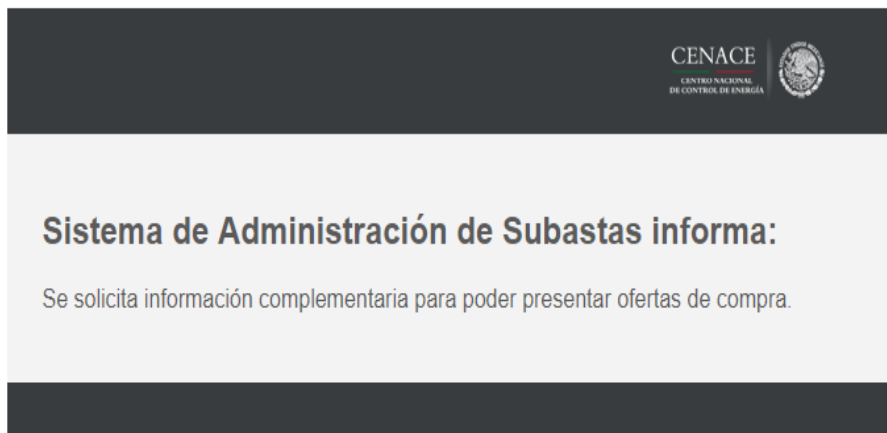 CENACE
CENTRO NACIONAL
DE CONTROL DE ENERGÍA
Sistema de Administración de Subastas informa:
Se solicita información complementaria para poder presentar ofertas de compra.